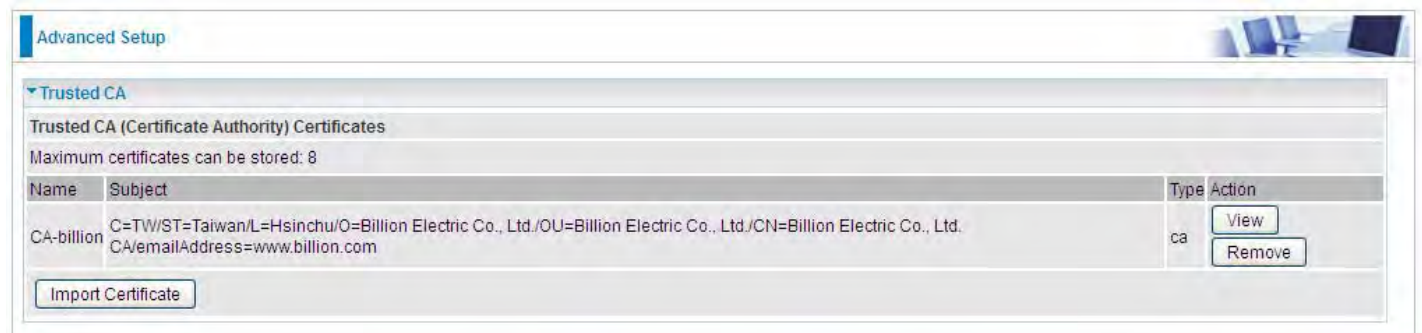 Advanced Setup
Trusted CA
Trusted CA (Certificate Authority) Certificates
Maximum certificates can be stored: 8
Name Subject Type Action
CA-billion C=TW/ST=Taiwan/L=Hsinchu/O=Billion Electric Co., Ltd./OU=Billion Electric Co., Ltd./CN=Billion Electric Co., Ltd.
CA/emailAddress=www.billion.com
ca
View
Remove
Import Certificate